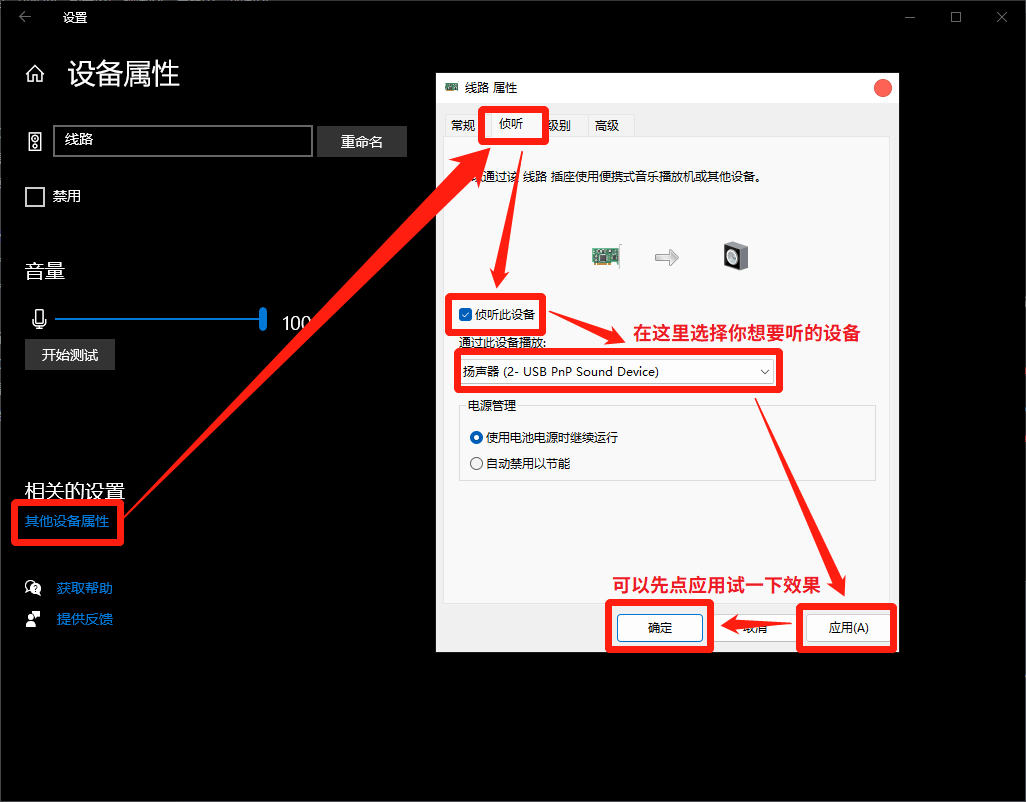 设置
设备属性
线路
重命名
禁用
音量
100
开始测试
相关的设置
其他设备属性
获取帮助
提供反馈
线路 属性
常规
侦听
级别
高级
通过该 线路 插座使用便携式音乐播放机或其他设备。
侦听此设备
在这里选择你想要听的设备
通过此设备播放:
扬声器 (2- USB PnP Sound Device)
电源管理
使用电池电源时继续运行
自动禁用以节能
可以先点应用试一下效果
确定
取消
应用(A)